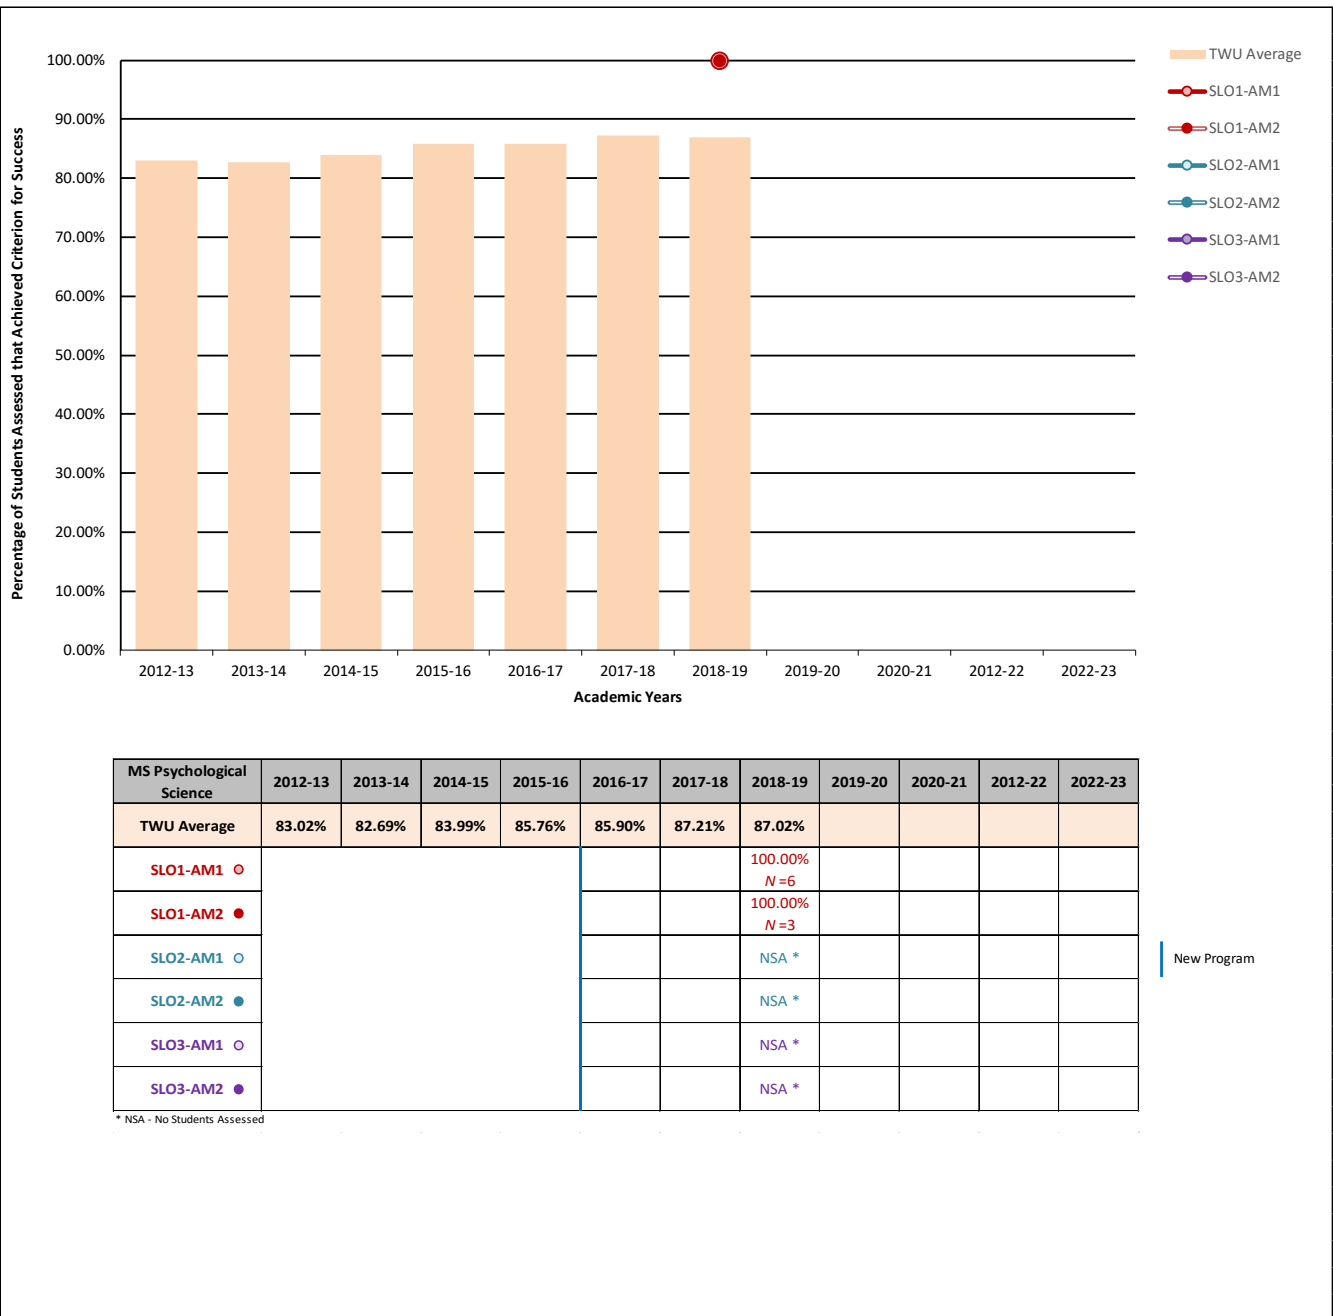 Percentage of Students Assessed that Achieved Criterion for Success
100.00%
90.00%
80.00%
70.00%
60.00%
50.00%
40.00%
30.00%
20.00%
10.00%
0.00%
2012-13 2013-14 2014-15 2015-16 2016-17 2017-18 2018-19 2019-20 2020-21 2012-22 2022-23
Academic Years
TWU Average
SLO1-AM1
SLO1-AM2
SLO2-AM1
SLO2-AM2
SLO3-AM1
SLO3-AM2
MS Psychological
Science 2012-13 2013-14 2014-15 2015-16 2016-17 2017-18 2018-19 2019-20 2020-21 2012-22 2022-23
TWU Average 83.02% 82.69% 83.99% 85.76% 85.90% 87.21% 87.02%
SLO1-AM1 100.00%
N =6
SLO1-AM2 100.00%
N =3
SLO2-AM1 NSA *
SLO2-AM2 NSA *
SLO3-AM1 NSA *
SLO3-AM2 NSA *
* NSA - No Students Assessed
New Program